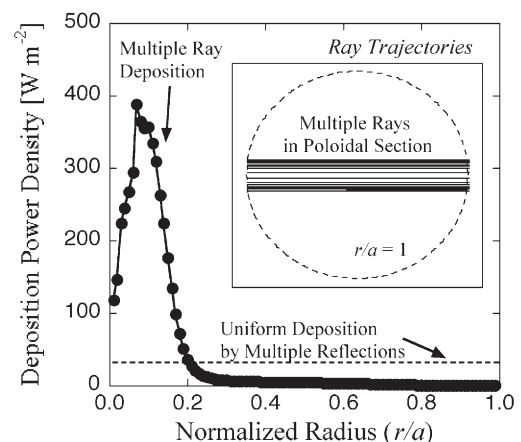 500
400
300
200
100
0
Deposition Power Density [W m-2]
Multiple Ray
Deposition
Ray Trajectories
Multiple Rays
in Poloidal Section
r/a = 1
Uniform Deposition
by Multiple Reflections
0.0 0.2 0.4 0.6 0.8 1.0
Normalized Radius (r/a)